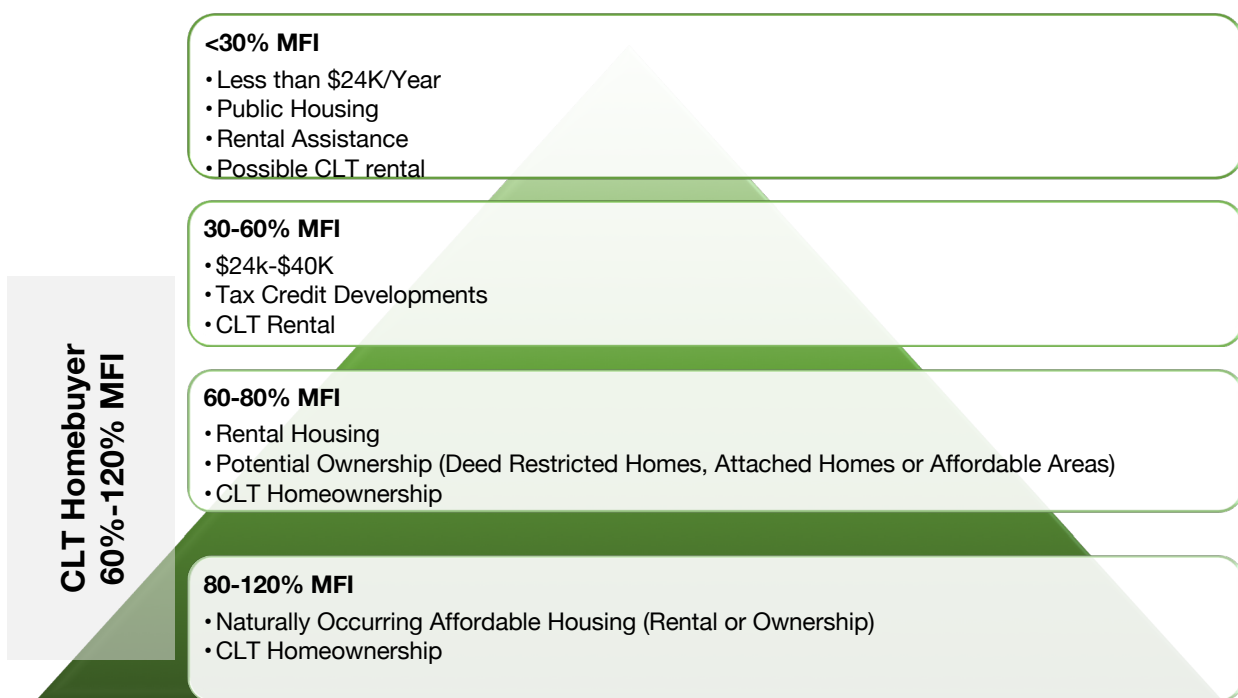 <30% MFI
•Less than $24K/Year
•Public Housing
•Rental Assistance
•Possible CLT rental
30-60% MFI
•$24k-$40K
•Tax Credit Developments
•CLT Rental
CLT Homebuyer
60%-120% MFI
60-80% MFI
•Rental Housing
•Potential Ownership (Deed Restricted Homes, Attached Homes or Affordable Areas)
•CLT Homeownership
80-120% MFI
•Naturally Occurring Affordable Housing (Rental or Ownership)
•CLT Homeownership